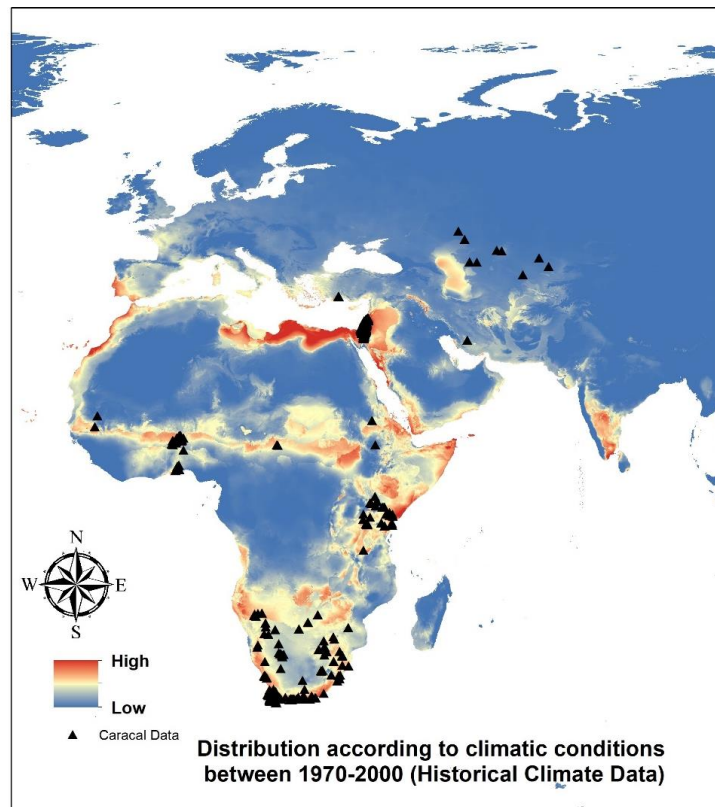 N
W E
S
High
Low
Caracal Data
Distribution according to climatic conditions
between 1970-2000 (Historical Climate Data)